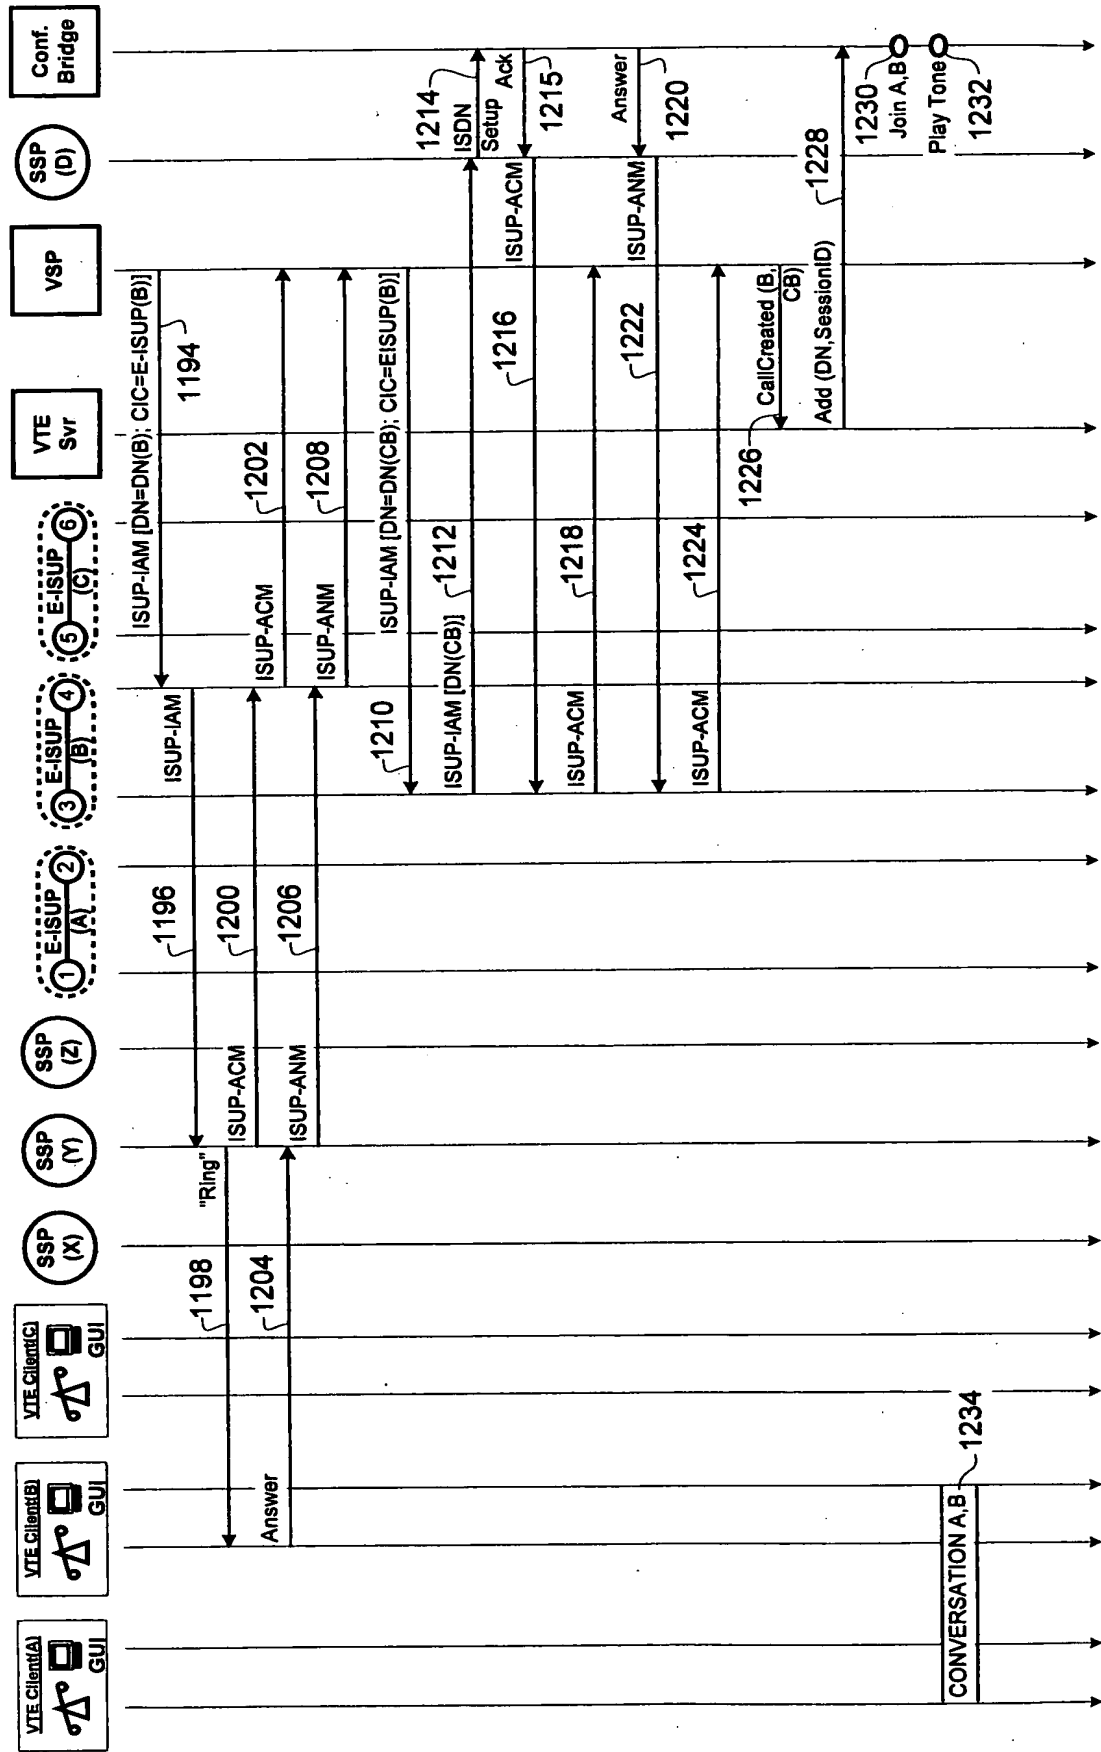 VTE Client(A)
GUI
VTE Client(B)
GUI
VTE Client(C)
GUI
SSP
(X)
SSP
(Y)
SSP
(Z)
E-ISUP
1
2
(A)
E-ISUP
3
4
(B)
E-ISUP
5
6
(C)
VTE
Svr
VSP
SSP
(D)
Conf.
Bridge
ISUP-IAM [DN=DN(B); CIC=E-ISUP(B)]
1194
ISUP-IAM
1196
"Ring"
1198
ISUP-ACM
1200
ISUP-ACM
1202
Answer
1204
ISUP-ANM
1206
ISUP-ANM
1208
ISUP-IAM [DN=DN(CB); CIC=EISUP(B)]
1210
ISUP-IAM [DN(CB)]
1212
1214
ISDN
Setup
Ack
1215
ISUP-ACM
1216
ISUP-ACM
1218
Answer
1220
ISUP-ANM
1222
ISUP-ACM
1224
CallCreated (B,
CB)
1226
Add (DN,SessionID)
1228
1230
Join A,B
Play Tone
1232
CONVERSATION A,B
1234